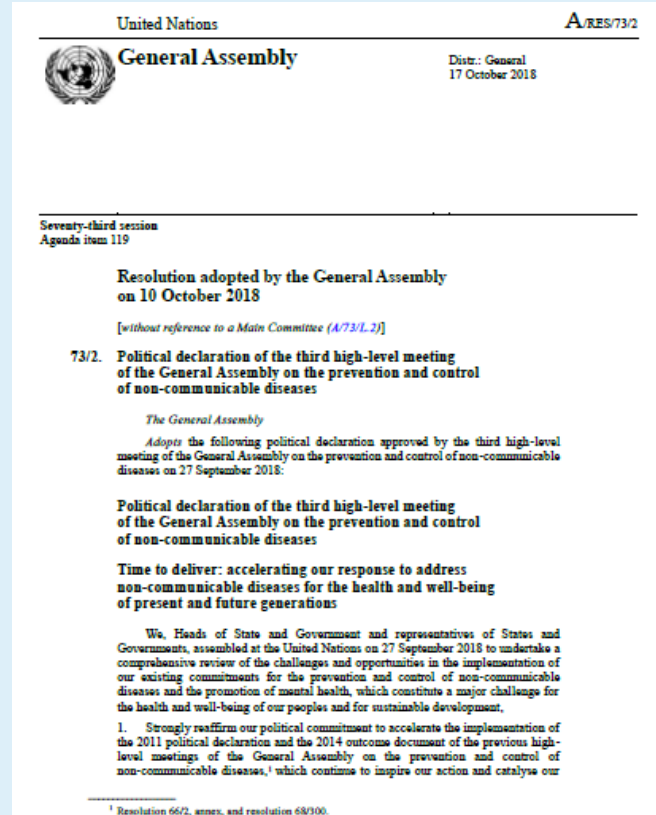 United Nations
A/RES/73/2
General Assembly
Distr.: General
17 October 2018
Seventy-third session
Agenda item 119
Resolution adopted by the General Assembly
on 10 October 2018
[without reference to a Main Committee (A/73/L.2)]
73/2. Political declaration of the third high-level meeting
of the General Assembly on the prevention and control
of non-communicable diseases
The General Assembly
Adopts the following political declaration approved by the third high-level
meeting of the General Assembly on the prevention and control of non-communicable
diseases on 27 September 2018:
Political declaration of the third high-level meeting
of the General Assembly on the prevention and control
of non-communicable diseases
Time to deliver: accelerating our response to address
non-communicable diseases for the health and well-being
of present and future generations
We, Heads of State and Government and representatives of States and
Governments, assembled at the United Nations on 27 September 2018 to undertake a
comprehensive review of the challenges and opportunities in the implementation of
our existing commitments for the prevention and control of non-communicable
diseases and the promotion of mental health, which constitute a major challenge for
the health and well-being of our peoples and for sustainable development,
1. Strongly reaffirm our political commitment to accelerate the implementation of
the 2011 political declaration and the 2014 outcome document of the previous high-
level meetings of the General Assembly on the prevention and control of
non-communicable diseases,¹ which continue to inspire our action and catalyse our
¹ Resolution 66/2, annex, and resolution 68/300.